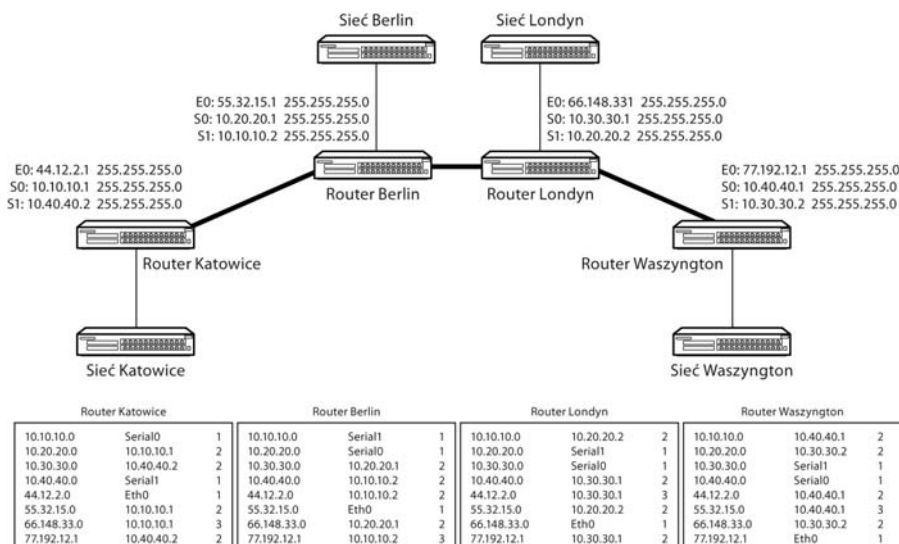 Sieć Berlin
Sieć Londyn
E0: 55.32.15.1 255.255.255.0
S0: 10.20.20.1 255.255.255.0
S1: 10.10.10.2 255.255.255.0
E0: 66.148.331 255.255.255.0
S0: 10.30.30.1 255.255.255.0
S1: 10.20.20.2 255.255.255.0
E0: 44.12.2.1 255.255.255.0
S0: 10.10.10.1 255.255.255.0
S1: 10.40.40.2 255.255.255.0
Router Berlin
Router Londyn
E0: 77.192.12.1 255.255.255.0
S0: 10.40.40.1 255.255.255.0
S1: 10.30.30.2 255.255.255.0
Router Katowice
Router Waszyngton
Sieć Katowice
Sieć Waszyngton
Router Katowice
10.10.10.0 Serial0 1
10.20.20.0 10.10.10.1 2
10.30.30.0 10.40.40.2 2
10.40.40.0 Serial1 1
44.12.2.0 Eth0 1
55.32.15.0 10.10.10.1 2
66.148.33.0 10.10.10.1 3
77.192.12.1 10.40.40.2 2
Router Berlin
10.10.10.0 Serial1 1
10.20.20.0 Serial0 1
10.30.30.0 10.20.20.1 2
10.40.40.0 10.10.10.2 2
44.12.2.0 10.10.10.2 2
55.32.15.0 Eth0 1
66.148.33.0 10.20.20.1 2
77.192.12.1 10.10.10.2 3
Router Londyn
10.10.10.0 10.20.20.2 2
10.20.20.0 Serial1 1
10.30.30.0 Serial0 1
10.40.40.0 10.30.30.1 2
44.12.2.0 10.30.30.1 3
55.32.15.0 10.20.20.2 2
66.148.33.0 Eth0 1
77.192.12.1 10.30.30.1 2
Router Waszyngton
10.10.10.0 10.40.40.1 2
10.20.20.0 10.30.30.2 2
10.30.30.0 Serial1 1
10.40.40.0 Serial0 1
44.12.2.0 10.40.40.1 2
55.32.15.0 10.40.40.1 3
66.148.33.0 10.30.30.2 2
77.192.12.1 Eth0 1